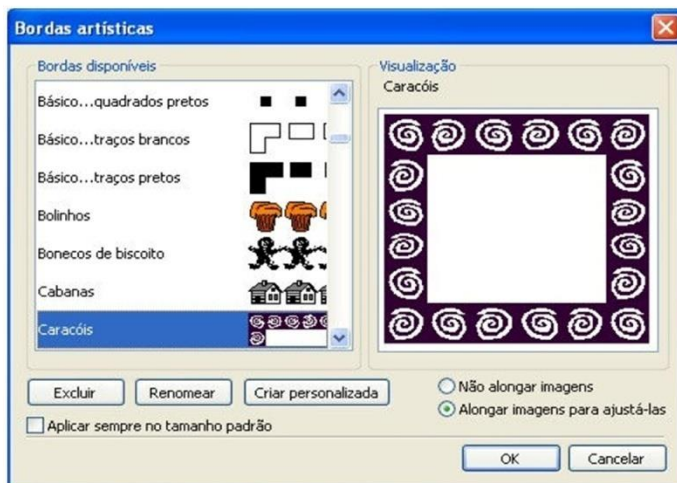 Bordas artísticas
Bordas disponíveis
Básico...quadrados pretos
Básico...traços brancos
Básico...traços pretos
Bolinhos
Bonecos de biscoito
Cabanas
Caracóis
Visualização
Caracóis
Excluir
Renomear
Criar personalizada
Não alongar imagens
Alongar imagens para ajustá-las
Aplicar sempre no tamanho padrão
OK
Cancelar